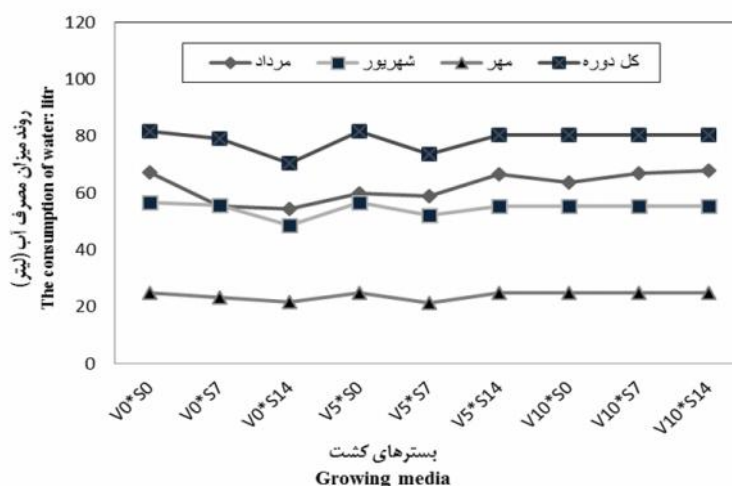 120
100
80
60
40
20
0
مرداد
شهریور
مهر
کل دوره
روند میزان مصرف آب (لیتر)
The consumption of water: litr
V0*S0
V0*S7
V0*S14
V5*S0
V5*S7
V5*S14
V10*S0
V10*S7
V10*S14
بسترهای کشت
Growing media